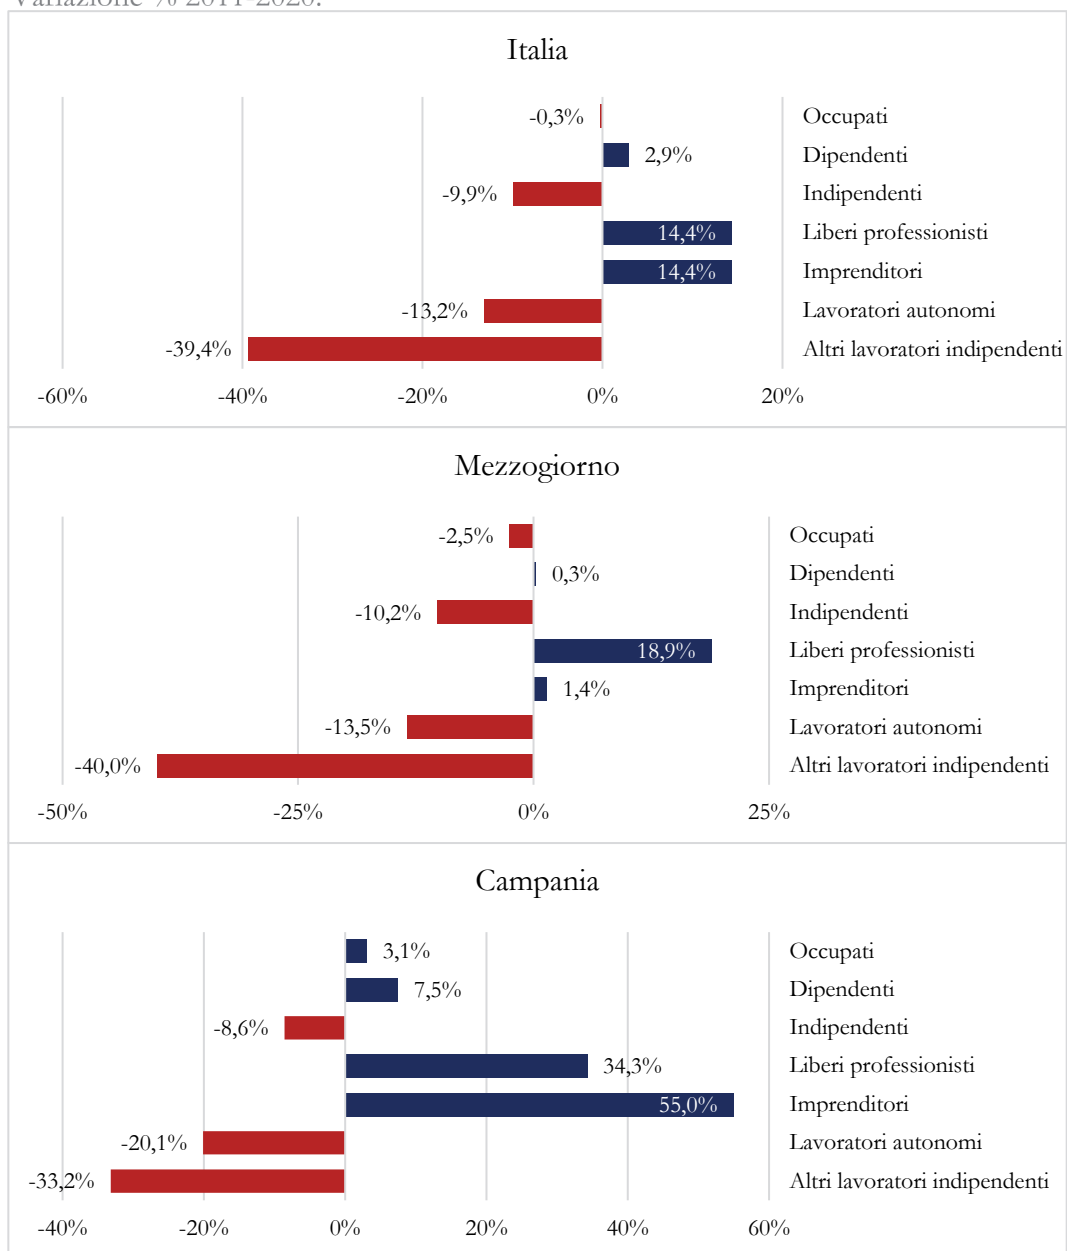 Variazione % 2011-2020.
Italia
-0,3% Occupati
2,9% Dipendenti
-9,9% Indipendenti
14,4% Liberi professionisti
14,4% Imprenditori
-13,2% Lavoratori autonomi
-39,4% Altri lavoratori indipendenti
-60% -40% -20% 0% 20%
Mezzogiorno
-2,5% Occupati
0,3% Dipendenti
-10,2% Indipendenti
18,9% Liberi professionisti
1,4% Imprenditori
-13,5% Lavoratori autonomi
-40,0% Altri lavoratori indipendenti
-50% -25% 0% 25%
Campania
3,1% Occupati
7,5% Dipendenti
-8,6% Indipendenti
34,3% Liberi professionisti
55,0% Imprenditori
-20,1% Lavoratori autonomi
-33,2% Altri lavoratori indipendenti
-40% -20% 0% 20% 40% 60%